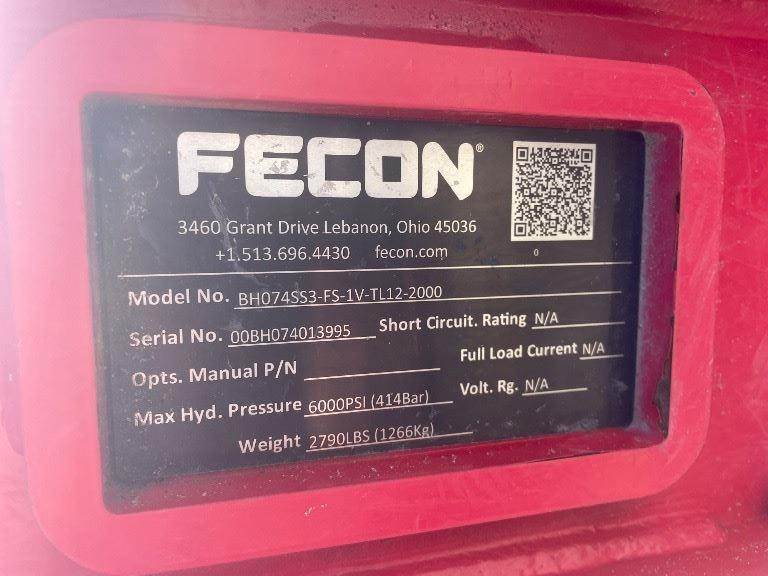 FECON®
3460 Grant Drive Lebanon, Ohio 45036
+1.513.696.4430 fecon.com
0
Model No. BH074SS3-FS-1V-TL12-2000
Serial No. 00BH074013995 Short Circuit. Rating N/A
Opts. Manual P/N Full Load Current N/A
Max Hyd. Pressure 6000PSI (414Bar) Volt. Rg. N/A
Weight 2790LBS (1266Kg)